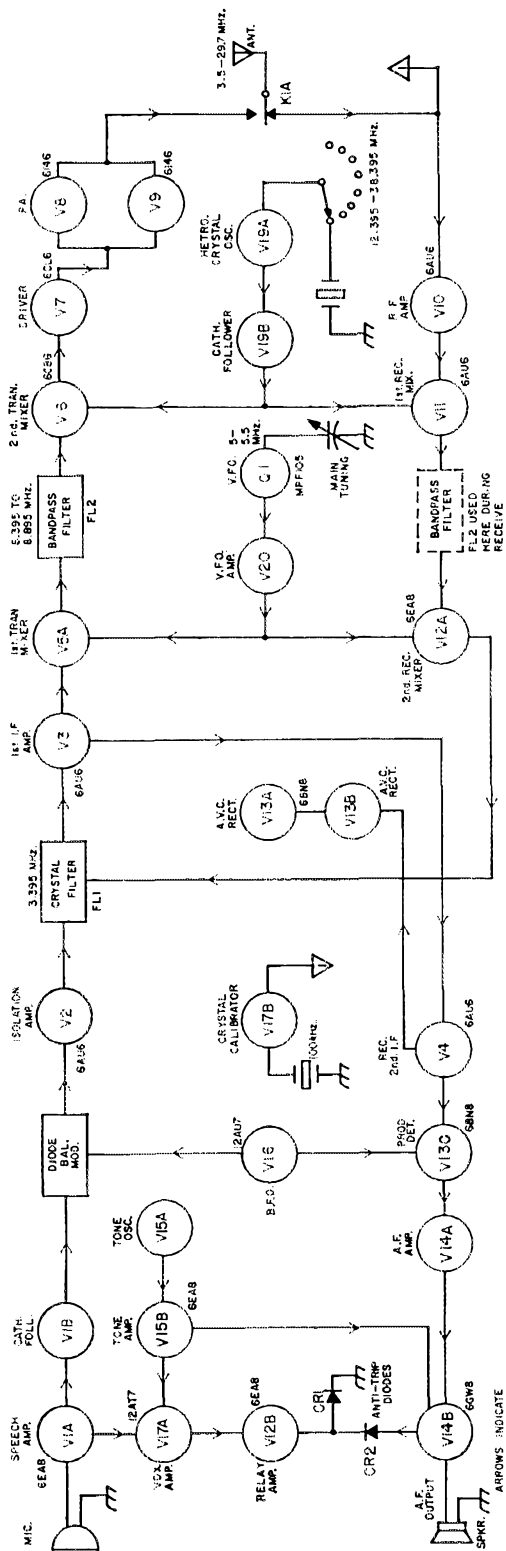 MIC.
SPEECH
AMP.
6EA8
V1A
CATH.
FOLL.
V1B
DIODE
BAL.
MOD.
ISOLATION
AMP.
V2
6AU6
3.395 MHz.
CRYSTAL
FILTER
FL1
1st. I.F
AMP.
V3
6AU6
1st. TRAN
MIXER
V5A
8.395 TO
8.895 MHz.
BANDPASS
FILTER
FL2
2nd. TRAN.
MIXER
V6
6CB6
DRIVER
V7
6CL6
P.A.
V8
6146
V9
6146
3.5-29.7 MHz.
ANT.
K1A
12AT7
V17A
VOX
AMP.
TONE
AMP.
V15B
6EA8
TONE
OSC.
V15A
12AU7
V16
B.F.O.
CRYSTAL
CALIBRATOR
V17B
100kHz.
A.V.C.
RECT.
V13A
6BN8
V13B
A.V.C.
RECT.
V.F.O.
AMP.
V20
V.F.O.
5-
5.5
MHz.
Q1
MPF105
MAIN
TUNING
CATH.
FOLLOWER
V19B
HETRO.
CRYSTAL
OSC.
V19A
12.395-38.395 MHz.
RELAY
AMP.
V12B
6EA8
CR1
CR2
ANTI-TRIP
DIODES
A.F.
OUTPUT
SPKR.
V14B
6GW8
A.F.
AMP.
V14A
PROD
DET.
V13C
6BN8
REC.
2nd. I.F
V4
6AU6
2nd. REC.
MIXER
V12A
6EA8
BANDPASS
FILTER
FL2 USED
HERE DURING
RECEIVE
1st. REC.
MIX.
V11
6AU6
R.F
AMP
V10
6AU6
ARROWS INDICATE